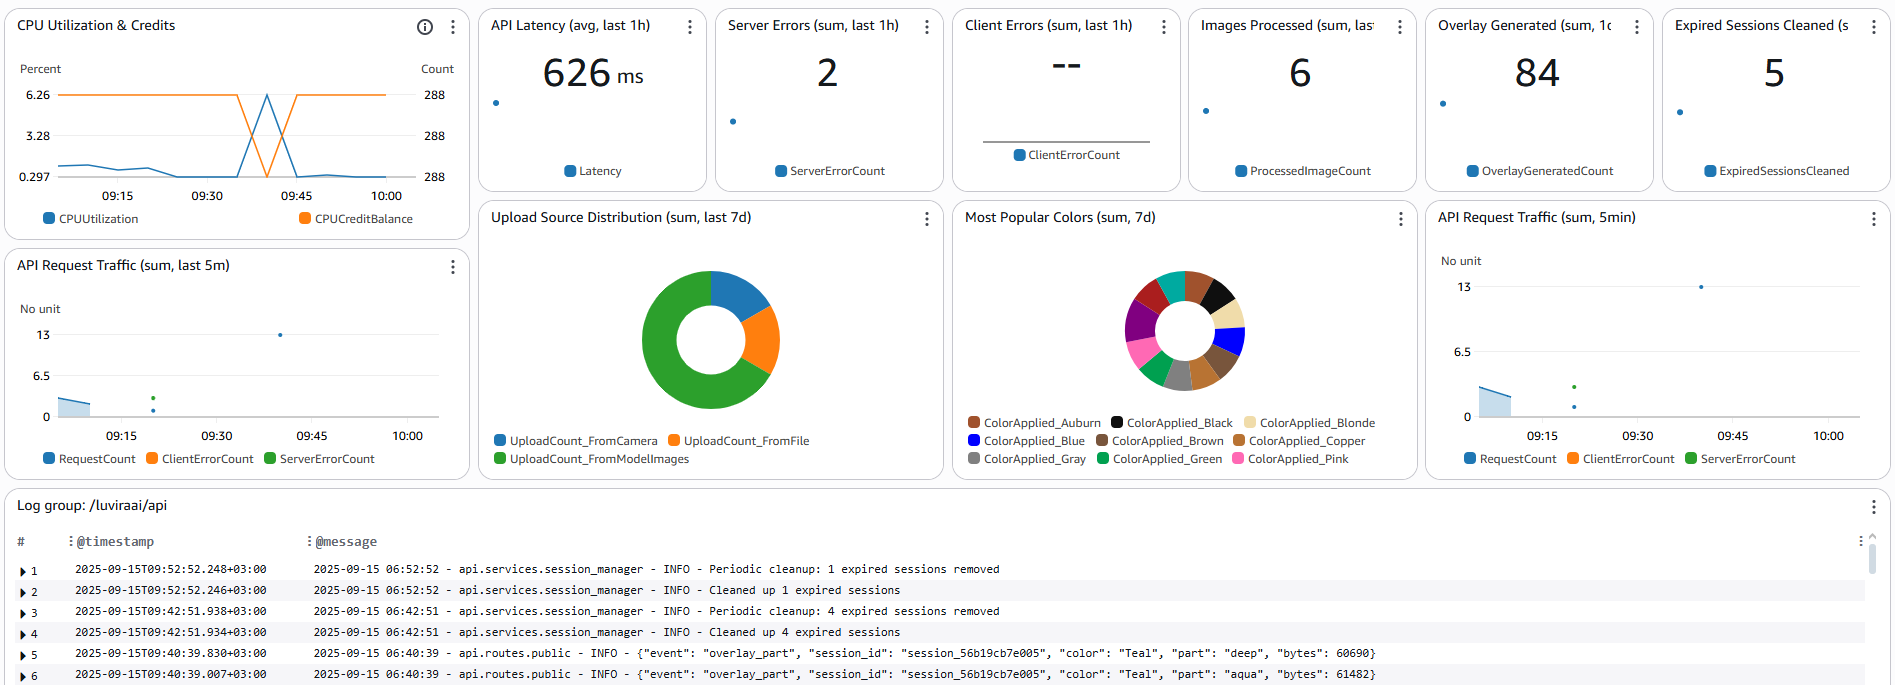 CPU Utilization & Credits
Percent
Count
6.26
3.28
0.297
288
288
288
09:15
09:30
09:45
10:00
CPUUtilization
CPUCreditBalance
API Latency (avg, last 1h)
626 ms
Latency
Server Errors (sum, last 1h)
2
ServerErrorCount
Client Errors (sum, last 1h)
--
ClientErrorCount
Images Processed (sum, las
6
ProcessedImageCount
Overlay Generated (sum, 1
84
OverlayGeneratedCount
Expired Sessions Cleaned (s
5
ExpiredSessionsCleaned
API Request Traffic (sum, last 5m)
No unit
13
6.5
0
09:15
09:30
09:45
10:00
RequestCount
ClientErrorCount
ServerErrorCount
Upload Source Distribution (sum, last 7d)
UploadCount_FromCamera
UploadCount_FromFile
UploadCount_FromModelImages
Most Popular Colors (sum, 7d)
ColorApplied_Auburn
ColorApplied_Black
ColorApplied_Blonde
ColorApplied_Blue
ColorApplied_Brown
ColorApplied_Copper
ColorApplied_Gray
ColorApplied_Green
ColorApplied_Pink
API Request Traffic (sum, 5min)
No unit
13
6.5
0
09:15
09:30
09:45
10:00
RequestCount
ClientErrorCount
ServerErrorCount
Log group: /luviraai/api
# @timestamp @message
1 2025-09-15T09:52:52.248+03:00 2025-09-15 06:52:52 - api.services.session_manager - INFO - Periodic cleanup: 1 expired sessions removed
2 2025-09-15T09:52:52.246+03:00 2025-09-15 06:52:52 - api.services.session_manager - INFO - Cleaned up 1 expired sessions
3 2025-09-15T09:42:51.938+03:00 2025-09-15 06:42:51 - api.services.session_manager - INFO - Periodic cleanup: 4 expired sessions removed
4 2025-09-15T09:42:51.934+03:00 2025-09-15 06:42:51 - api.services.session_manager - INFO - Cleaned up 4 expired sessions
5 2025-09-15T09:40:39.830+03:00 2025-09-15 06:40:39 - api.routes.public - INFO - {"event": "overlay_part", "session_id": "session_56b19cb7e005", "color": "Teal", "part": "deep", "bytes": 60690}
6 2025-09-15T09:40:39.007+03:00 2025-09-15 06:40:39 - api.routes.public - INFO - {"event": "overlay_part", "session_id": "session_56b19cb7e005", "color": "Teal", "part": "aqua", "bytes": 61482}